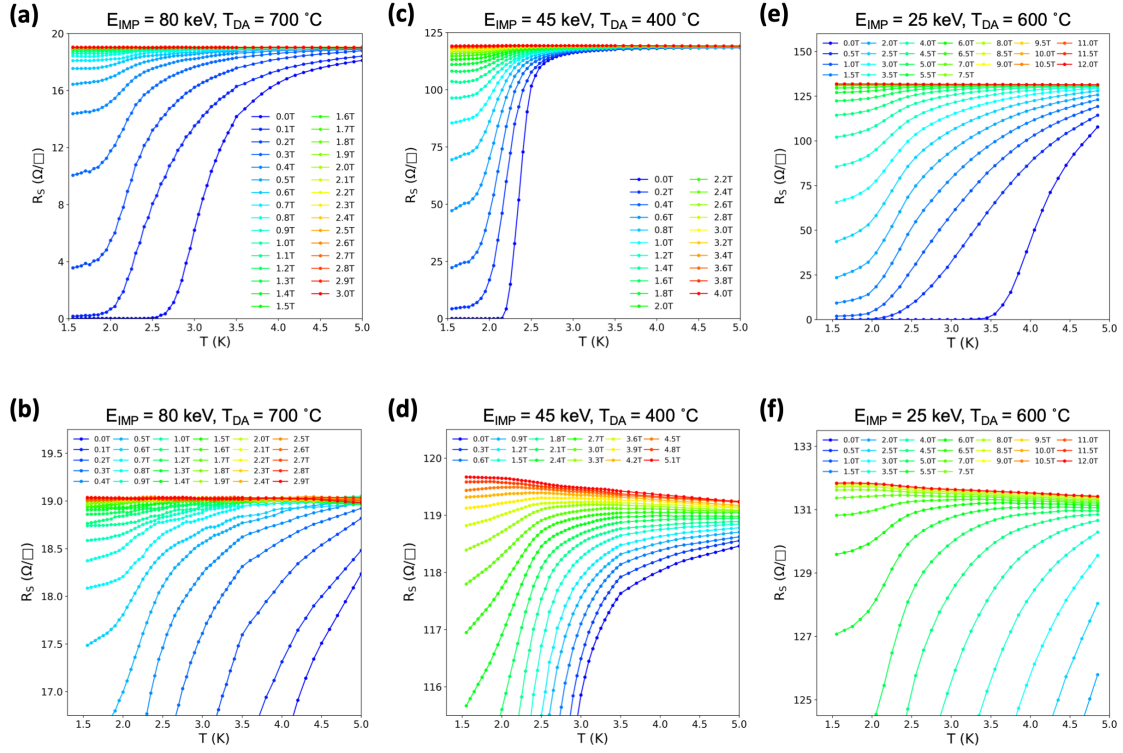 (a)
E_IMP = 80 keV, T_DA = 700 ˚C
R_S (Ω/□)
20
16
12
8
4
0
0.0T 1.6T
0.1T 1.7T
0.2T 1.8T
0.3T 1.9T
0.4T 2.0T
0.5T 2.1T
0.6T 2.2T
0.7T 2.3T
0.8T 2.4T
0.9T 2.5T
1.0T 2.6T
1.1T 2.7T
1.2T 2.8T
1.3T 2.9T
1.4T 3.0T
1.5T
1.5 2.0 2.5 3.0 3.5 4.0 4.5 5.0
T (K)
(c)
E_IMP = 45 keV, T_DA = 400 ˚C
R_S (Ω/□)
125
100
75
50
25
0
0.0T 2.2T
0.2T 2.4T
0.4T 2.6T
0.6T 2.8T
0.8T 3.0T
1.0T 3.2T
1.2T 3.4T
1.4T 3.6T
1.6T 3.8T
1.8T 4.0T
2.0T
1.5 2.0 2.5 3.0 3.5 4.0 4.5 5.0
T (K)
(e)
E_IMP = 25 keV, T_DA = 600 ˚C
R_S (Ω/□)
150
125
100
75
50
25
0
0.0T 2.0T 4.0T 6.0T 8.0T 9.5T 11.0T
0.5T 2.5T 4.5T 6.5T 8.5T 10.0T 11.5T
1.0T 3.0T 5.0T 7.0T 9.0T 10.5T 12.0T
1.5T 3.5T 5.5T 7.5T
1.5 2.0 2.5 3.0 3.5 4.0 4.5 5.0
T (K)
(b)
E_IMP = 80 keV, T_DA = 700 ˚C
R_S (Ω/□)
19.5
19.0
18.5
18.0
17.5
17.0
0.0T 0.5T 1.0T 1.5T 2.0T 2.5T
0.1T 0.6T 1.1T 1.6T 2.1T 2.6T
0.2T 0.7T 1.2T 1.7T 2.2T 2.7T
0.3T 0.8T 1.3T 1.8T 2.3T 2.8T
0.4T 0.9T 1.4T 1.9T 2.4T 2.9T
1.5 2.0 2.5 3.0 3.5 4.0 4.5 5.0
T (K)
(d)
E_IMP = 45 keV, T_DA = 400 ˚C
R_S (Ω/□)
120
119
118
117
116
0.0T 0.9T 1.8T 2.7T 3.6T 4.5T
0.3T 1.2T 2.1T 3.0T 3.9T 4.8T
0.6T 1.5T 2.4T 3.3T 4.2T 5.1T
1.5 2.0 2.5 3.0 3.5 4.0 4.5 5.0
T (K)
(f)
E_IMP = 25 keV, T_DA = 600 ˚C
R_S (Ω/□)
133
131
129
127
125
0.0T 2.0T 4.0T 6.0T 8.0T 9.5T 11.0T
0.5T 2.5T 4.5T 6.5T 8.5T 10.0T 11.5T
1.0T 3.0T 5.0T 7.0T 9.0T 10.5T 12.0T
1.5T 3.5T 5.5T 7.5T
1.5 2.0 2.5 3.0 3.5 4.0 4.5 5.0
T (K)